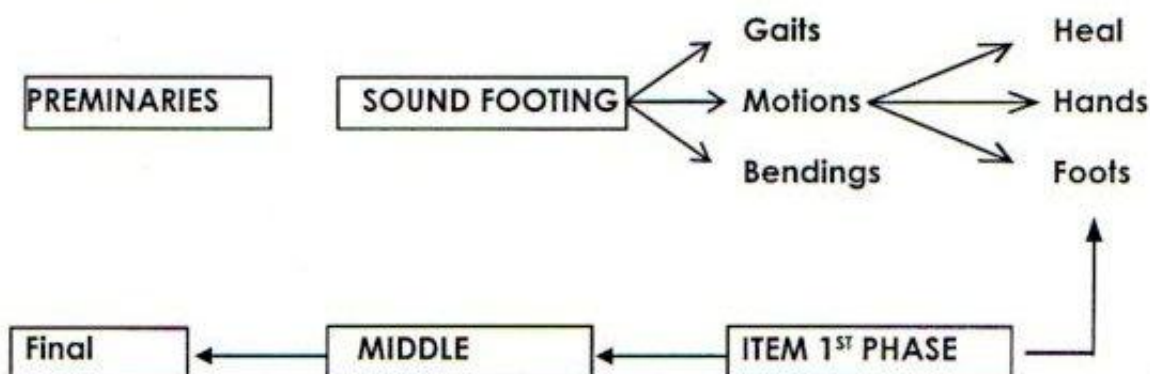 Gaits Heal
PREMINARIES SOUND FOOTING Motions Hands
Bendings Foots
Final MIDDLE ITEM 1ST PHASE